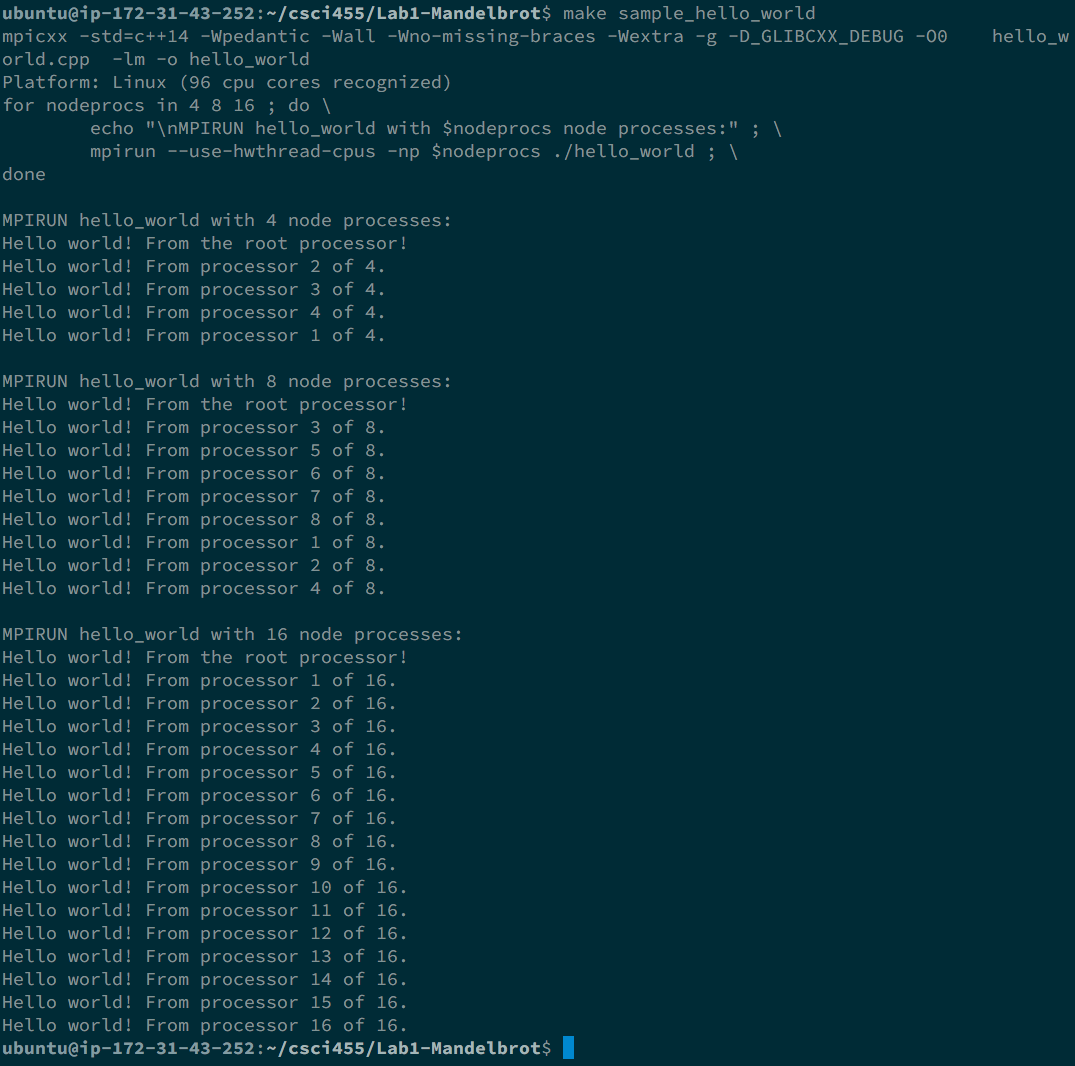 ubuntu@ip-172-31-43-252:~/csci455/Lab1-Mandelbrot$ make sample_hello_world
mpicxx -std=c++14 -Wpedantic -Wall -Wno-missing-braces -Wextra -g -D_GLIBCXX_DEBUG -O0    hello_w
orld.cpp  -lm -o hello_world
Platform: Linux (96 cpu cores recognized)
for nodeprocs in 4 8 16 ; do \
        echo "\nMPIRUN hello_world with $nodeprocs node processes:" ; \
        mpirun --use-hwthread-cpus -np $nodeprocs ./hello_world ; \
done

MPIRUN hello_world with 4 node processes:
Hello world! From the root processor!
Hello world! From processor 2 of 4.
Hello world! From processor 3 of 4.
Hello world! From processor 4 of 4.
Hello world! From processor 1 of 4.

MPIRUN hello_world with 8 node processes:
Hello world! From the root processor!
Hello world! From processor 3 of 8.
Hello world! From processor 5 of 8.
Hello world! From processor 6 of 8.
Hello world! From processor 7 of 8.
Hello world! From processor 8 of 8.
Hello world! From processor 1 of 8.
Hello world! From processor 2 of 8.
Hello world! From processor 4 of 8.

MPIRUN hello_world with 16 node processes:
Hello world! From the root processor!
Hello world! From processor 1 of 16.
Hello world! From processor 2 of 16.
Hello world! From processor 3 of 16.
Hello world! From processor 4 of 16.
Hello world! From processor 5 of 16.
Hello world! From processor 6 of 16.
Hello world! From processor 7 of 16.
Hello world! From processor 8 of 16.
Hello world! From processor 9 of 16.
Hello world! From processor 10 of 16.
Hello world! From processor 11 of 16.
Hello world! From processor 12 of 16.
Hello world! From processor 13 of 16.
Hello world! From processor 14 of 16.
Hello world! From processor 15 of 16.
Hello world! From processor 16 of 16.
ubuntu@ip-172-31-43-252:~/csci455/Lab1-Mandelbrot$